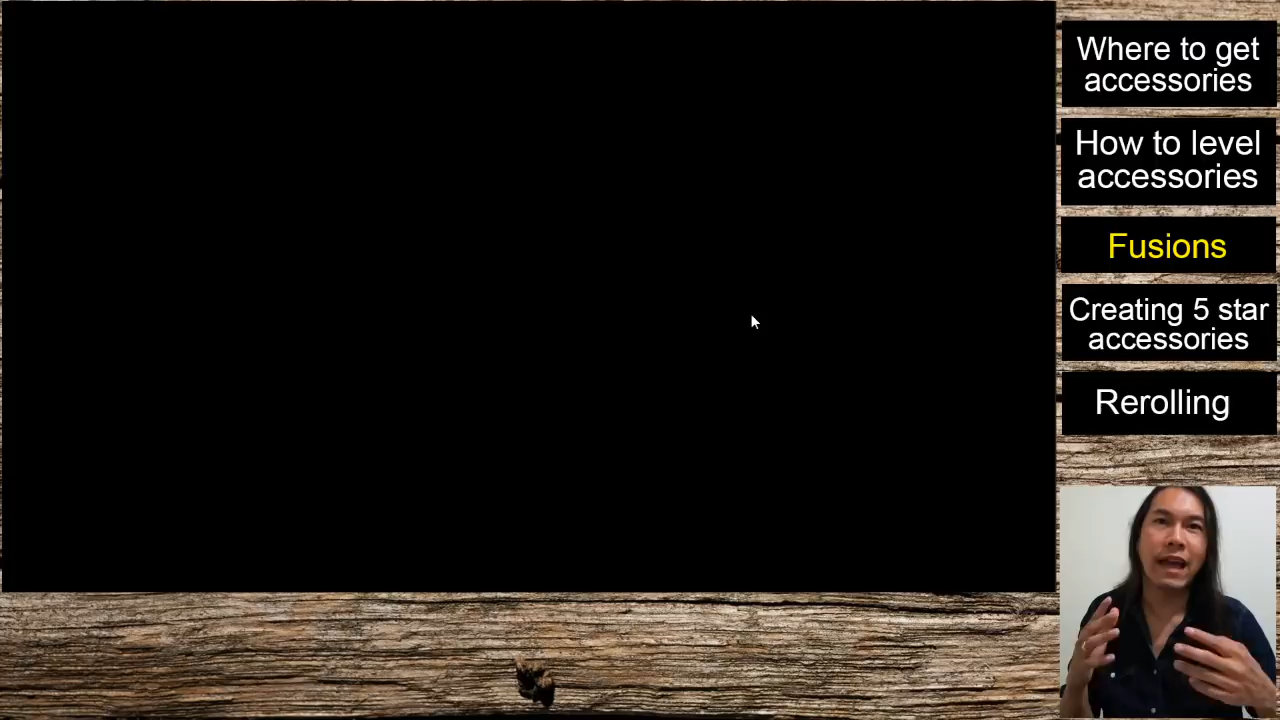 Where to get
accessories
How to level
accessories
Fusions
Creating 5 star
accessories
Rerolling